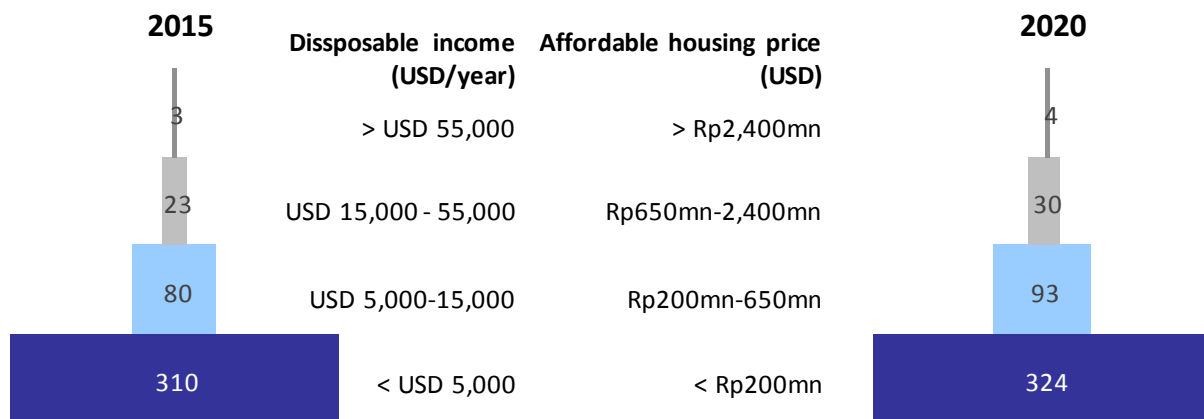 2015
Dissposable income
(USD/year)
Affordable housing price
(USD)
2020
3
> USD 55,000
> Rp2,400mn
4
23
USD 15,000 - 55,000
Rp650mn-2,400mn
30
80
USD 5,000-15,000
Rp200mn-650mn
93
310
< USD 5,000
< Rp200mn
324